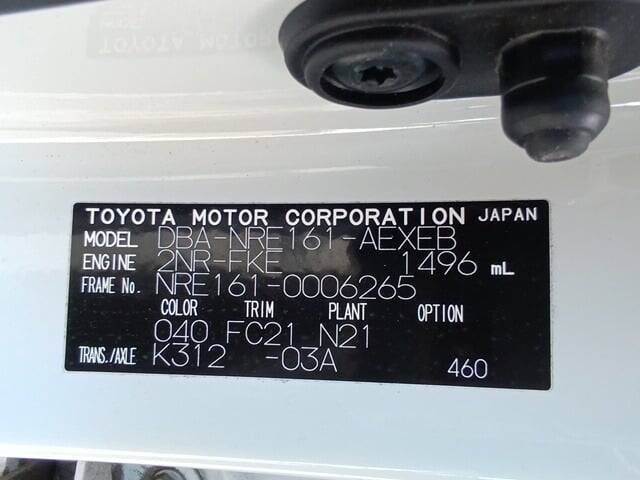 TOYOTA MOTOR CORPORATION JAPAN
MODEL DBA-NRE161-AEXEB
ENGINE 2NR-FKE 1496 mL
FRAME No. NRE161-0006265
COLOR TRIM PLANT OPTION
040 FC21 N21
TRANS./AXLE K312 -03A 460